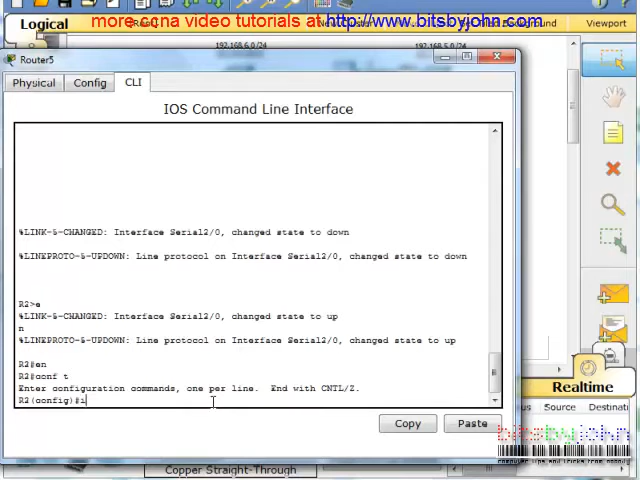 more ccna video tutorials at http://www.bitsbyjohn.com
Logical
Viewport
192.168.6.0/24
192.168.5.0/24
Router5
Physical Config CLI
IOS Command Line Interface
%LINK-5-CHANGED: Interface Serial2/0, changed state to down
%LINEPROTO-5-UPDOWN: Line protocol on Interface Serial2/0, changed state to down
R2>e
%LINK-5-CHANGED: Interface Serial2/0, changed state to up
n
%LINEPROTO-5-UPDOWN: Line protocol on Interface Serial2/0, changed state to up
R2#en
R2#conf t
Enter configuration commands, one per line. End with CNTL/Z.
R2(config)#i
Copy Paste
Realtime
Source Destinati
bitsbyjohn
Copper Straight-Through